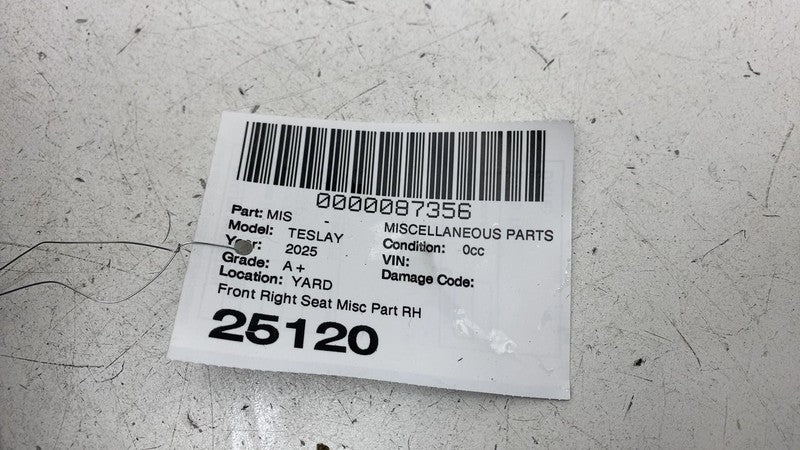 0000087356
Part: MIS - MISCELLANEOUS PARTS
Model: TESLAY Condition: 0cc
Year: 2025 VIN:
Grade: A+ Damage Code:
Location: YARD
Front Right Seat Misc Part RH
25120